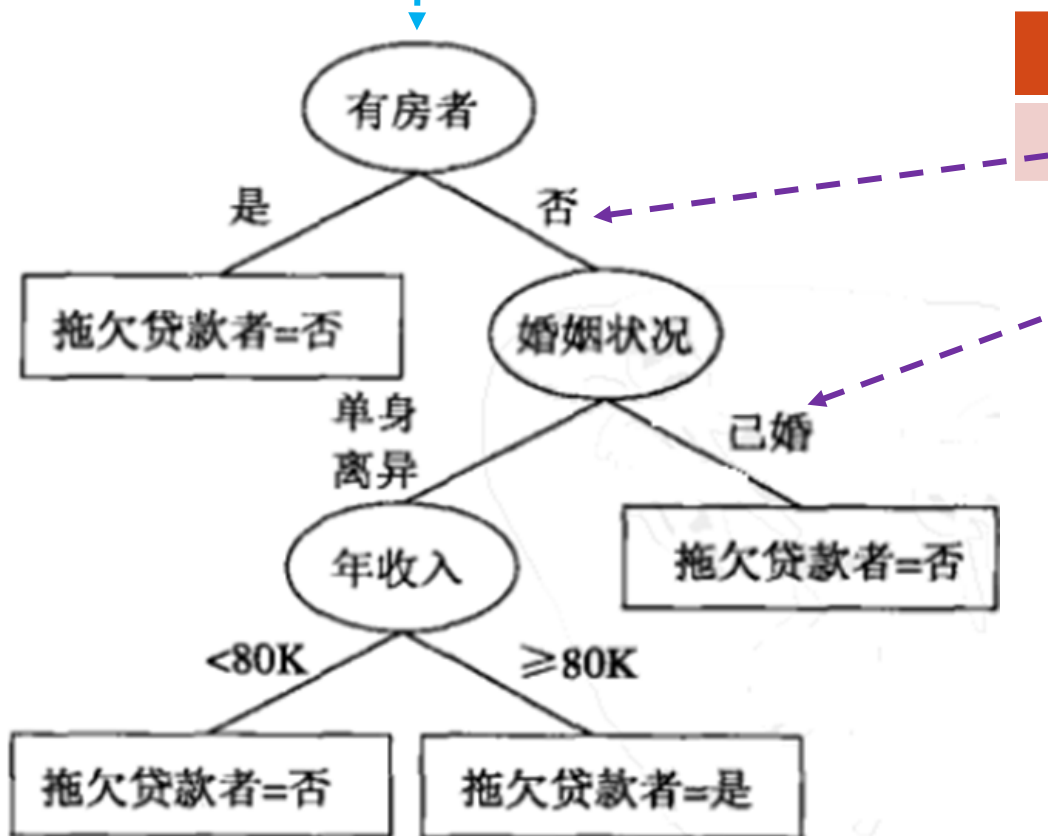 有房者
是
否
拖欠贷款者=否
婚姻状况
单身
离异
已婚
年收入
拖欠贷款者=否
<80K
≥80K
拖欠贷款者=否
拖欠贷款者=是